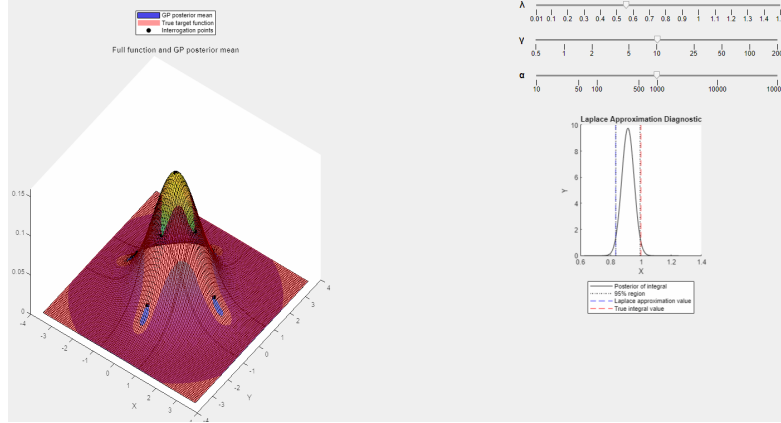 GP posterior mean
True target function
Interrogation points
Full function and GP posterior mean
0.15
0.1
0.05
0
-4
-3
-2
-1
0
1
2
3
X
-4
-3
-2
-1
0
1
2
3
4
Y
λ
0.01 0.1 0.2 0.3 0.4 0.5 0.6 0.7 0.8 0.9 1 1.1 1.2 1.3 1.4
γ
0.5 1 2 5 10 25 50 100 200
α
10 50 100 500 1000 10000
Laplace Approximation Diagnostic
10
8
6
4
2
0
Y
0.6 0.8 1 1.2 1.4
X
Posterior of integral
95% region
Laplace approximation value
True integral value